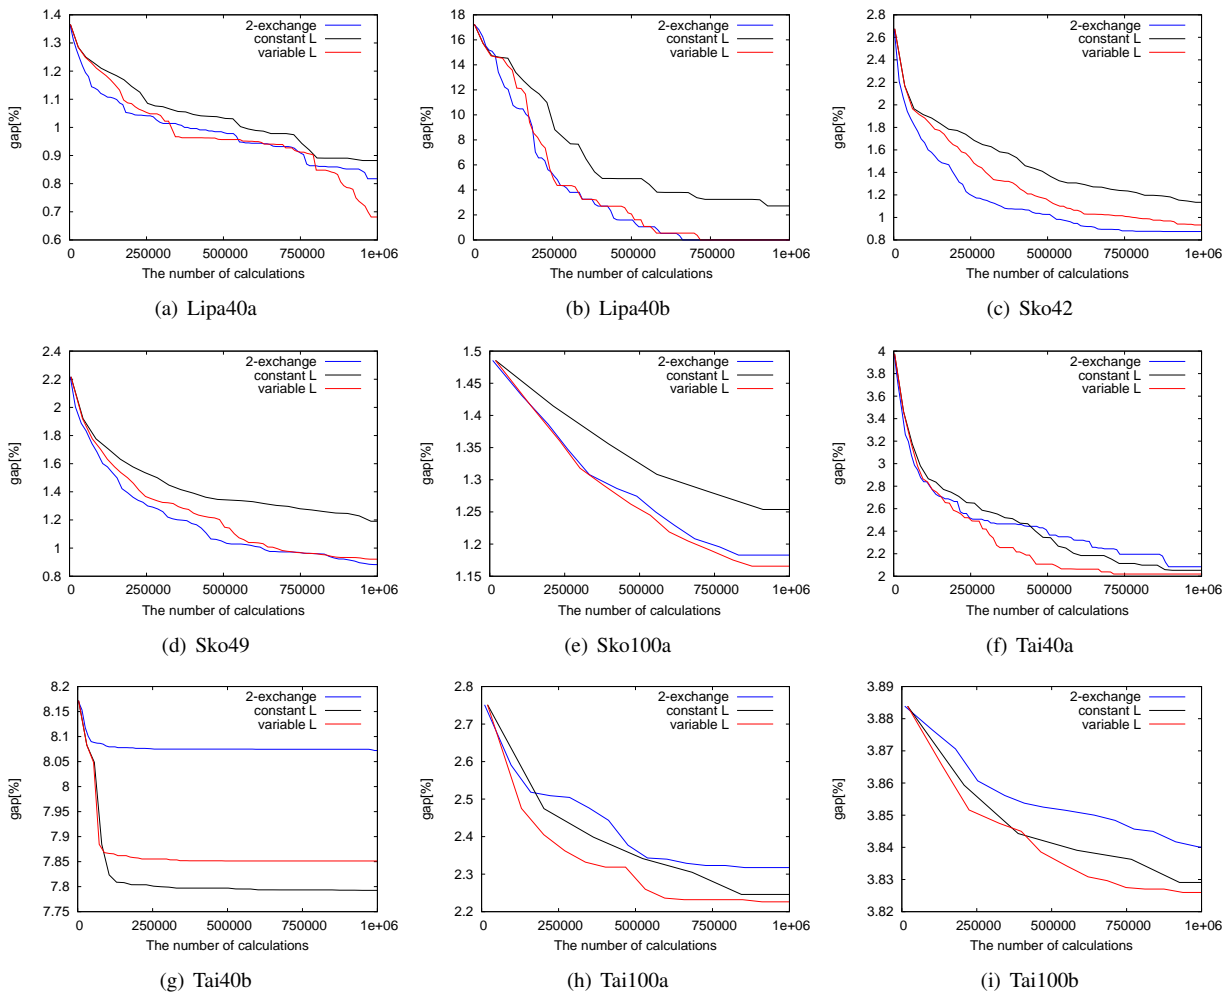 1.4
1.3
1.2
1.1
1
0.9
0.8
0.7
0.6
gap[%]
2-exchange
constant L
variable L
0 250000 500000 750000 1e+06
The number of calculations
(a) Lipa40a
18
16
14
12
10
8
6
4
2
0
gap[%]
2-exchange
constant L
variable L
0 250000 500000 750000 1e+06
The number of calculations
(b) Lipa40b
2.8
2.6
2.4
2.2
2
1.8
1.6
1.4
1.2
1
0.8
gap[%]
2-exchange
constant L
variable L
0 250000 500000 750000 1e+06
The number of calculations
(c) Sko42
2.4
2.2
2
1.8
1.6
1.4
1.2
1
0.8
gap[%]
2-exchange
constant L
variable L
0 250000 500000 750000 1e+06
The number of calculations
(d) Sko49
1.5
1.45
1.4
1.35
1.3
1.25
1.2
1.15
gap[%]
2-exchange
constant L
variable L
0 250000 500000 750000 1e+06
The number of calculations
(e) Sko100a
4
3.8
3.6
3.4
3.2
3
2.8
2.6
2.4
2.2
2
gap[%]
2-exchange
constant L
variable L
0 250000 500000 750000 1e+06
The number of calculations
(f) Tai40a
8.2
8.15
8.1
8.05
8
7.95
7.9
7.85
7.8
7.75
gap[%]
2-exchange
constant L
variable L
0 250000 500000 750000 1e+06
The number of calculations
(g) Tai40b
2.8
2.7
2.6
2.5
2.4
2.3
2.2
gap[%]
2-exchange
constant L
variable L
0 250000 500000 750000 1e+06
The number of calculations
(h) Tai100a
3.89
3.88
3.87
3.86
3.85
3.84
3.83
3.82
gap[%]
2-exchange
constant L
variable L
0 250000 500000 750000 1e+06
The number of calculations
(i) Tai100b